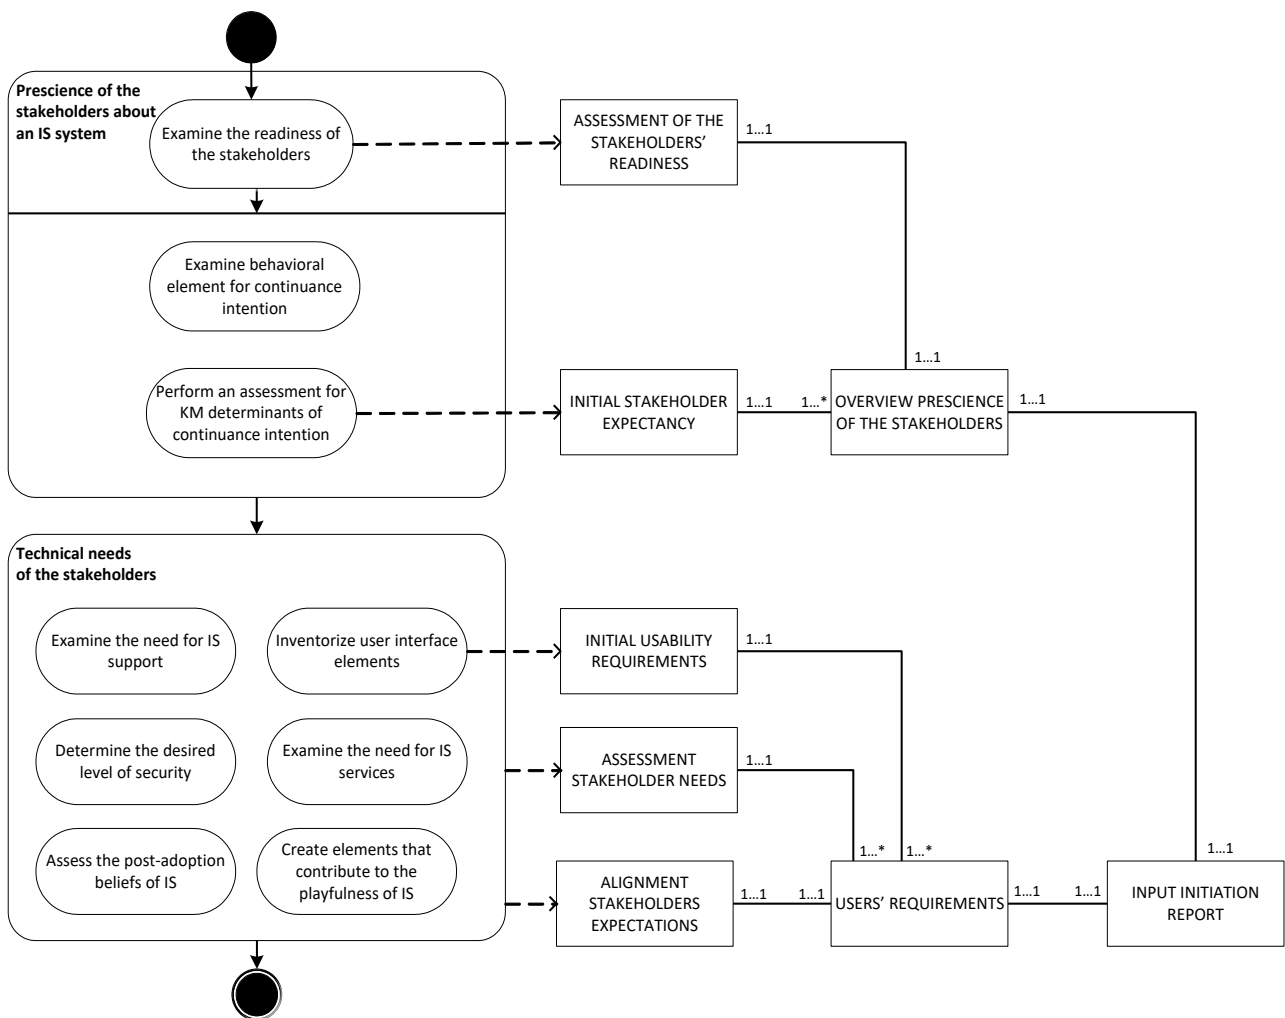 Prescience of the
stakeholders about
an IS system
Examine the readiness of
the stakeholders
ASSESSMENT OF THE
STAKEHOLDERS'
READINESS
1...1
Examine behavioral
element for continuance
intention
1...1
Perform an assessment for
KM determinants of
continuance intention
INITIAL STAKEHOLDER
EXPECTANCY
1...1
1...*
OVERVIEW PRESCIENCE
OF THE STAKEHOLDERS
1...1
Technical needs
of the stakeholders
Examine the need for IS
support
Inventorize user interface
elements
INITIAL USABILITY
REQUIREMENTS
1...1
Determine the desired
level of security
Examine the need for IS
services
ASSESSMENT
STAKEHOLDER NEEDS
1...1
1...*
1...*
1...1
Assess the post-adoption
beliefs of IS
Create elements that
contribute to the
playfulness of IS
ALIGNMENT
STAKEHOLDERS
EXPECTATIONS
1...1
1...1
USERS' REQUIREMENTS
1...1
1...1
INPUT INITIATION
REPORT